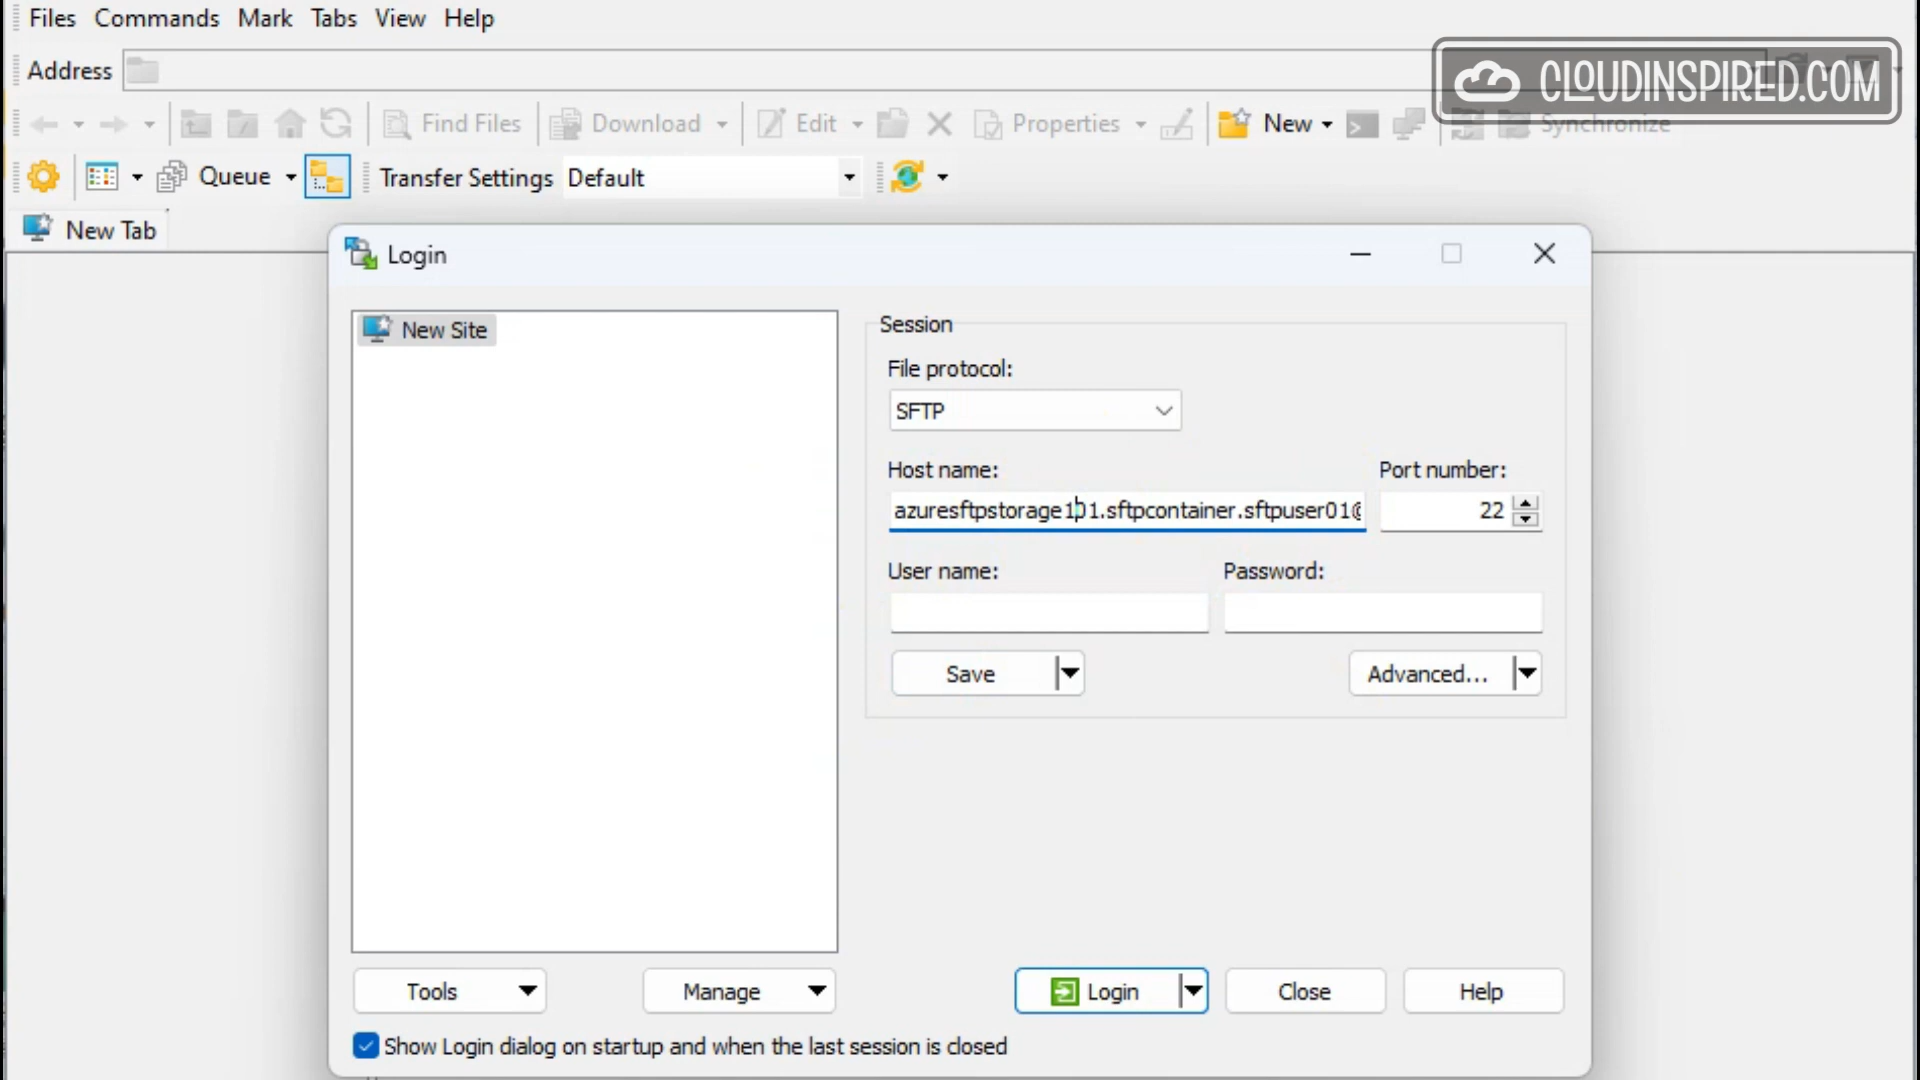 Files Commands Mark Tabs View Help
Address
CLOUDINSPIRED.COM
Find Files Download Edit Properties New Synchronize
Queue Transfer Settings Default
New Tab
Login
New Site
Session
File protocol:
SFTP
Host name: Port number:
azuresftpstorage101.sftpcontainer.sftpuser01@ 22
User name: Password:
Save Advanced...
Tools Manage Login Close Help
Show Login dialog on startup and when the last session is closed